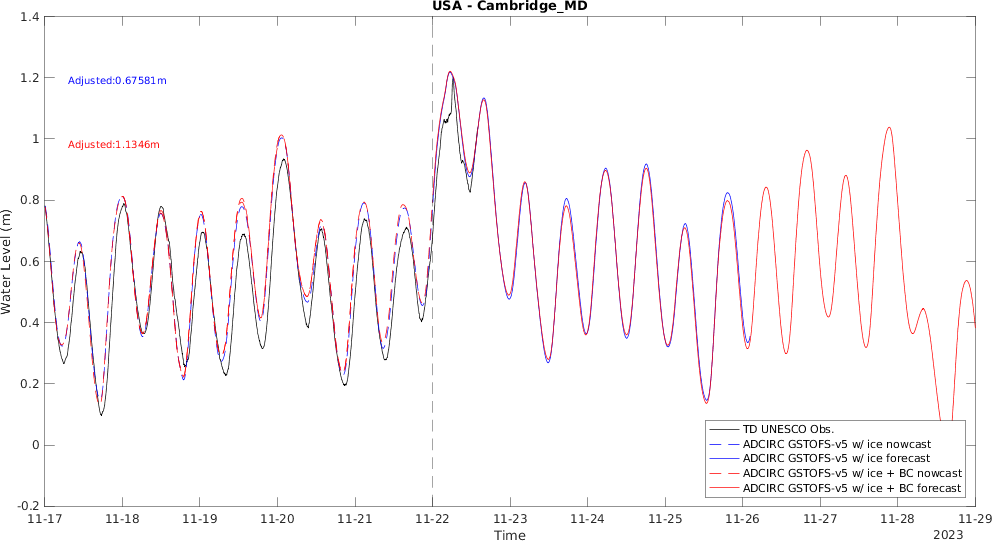 USA - Cambridge_MD
1.4
1.2
1
0.8
0.6
0.4
0.2
0
-0.2
Water Level (m)
Adjusted:0.67581m
Adjusted:1.1346m
TD UNESCO Obs.
ADCIRC GSTOFS-v5 w/ ice nowcast
ADCIRC GSTOFS-v5 w/ ice forecast
ADCIRC GSTOFS-v5 w/ ice + BC nowcast
ADCIRC GSTOFS-v5 w/ ice + BC forecast
11-17 11-18 11-19 11-20 11-21 11-22 11-23 11-24 11-25 11-26 11-27 11-28 11-29
Time
2023